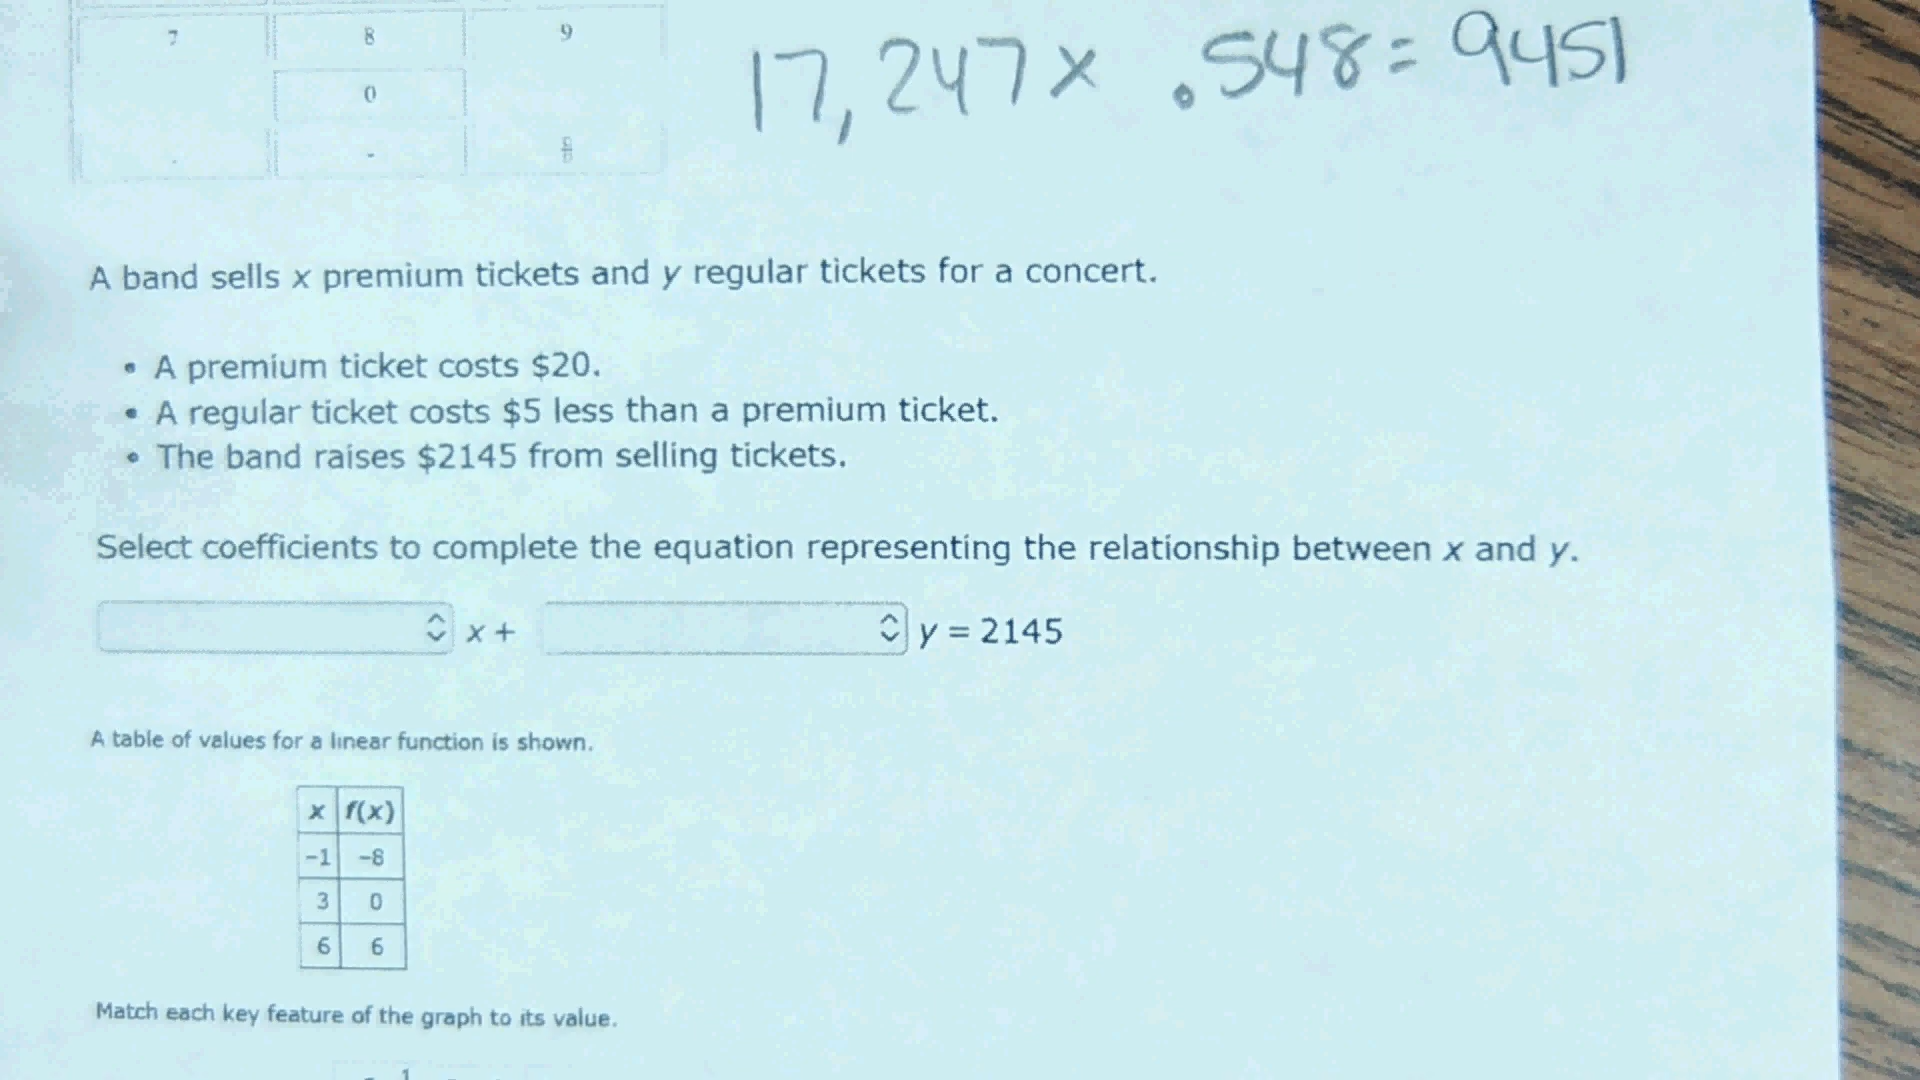 7 8 9
17,247 x .548 = 9451
0
. -
A band sells x premium tickets and y regular tickets for a concert.
• A premium ticket costs $20.
• A regular ticket costs $5 less than a premium ticket.
• The band raises $2145 from selling tickets.
Select coefficients to complete the equation representing the relationship between x and y.
x + y = 2145
A table of values for a linear function is shown.
x f(x)
-1 -8
3 0
6 6
Match each key feature of the graph to its value.